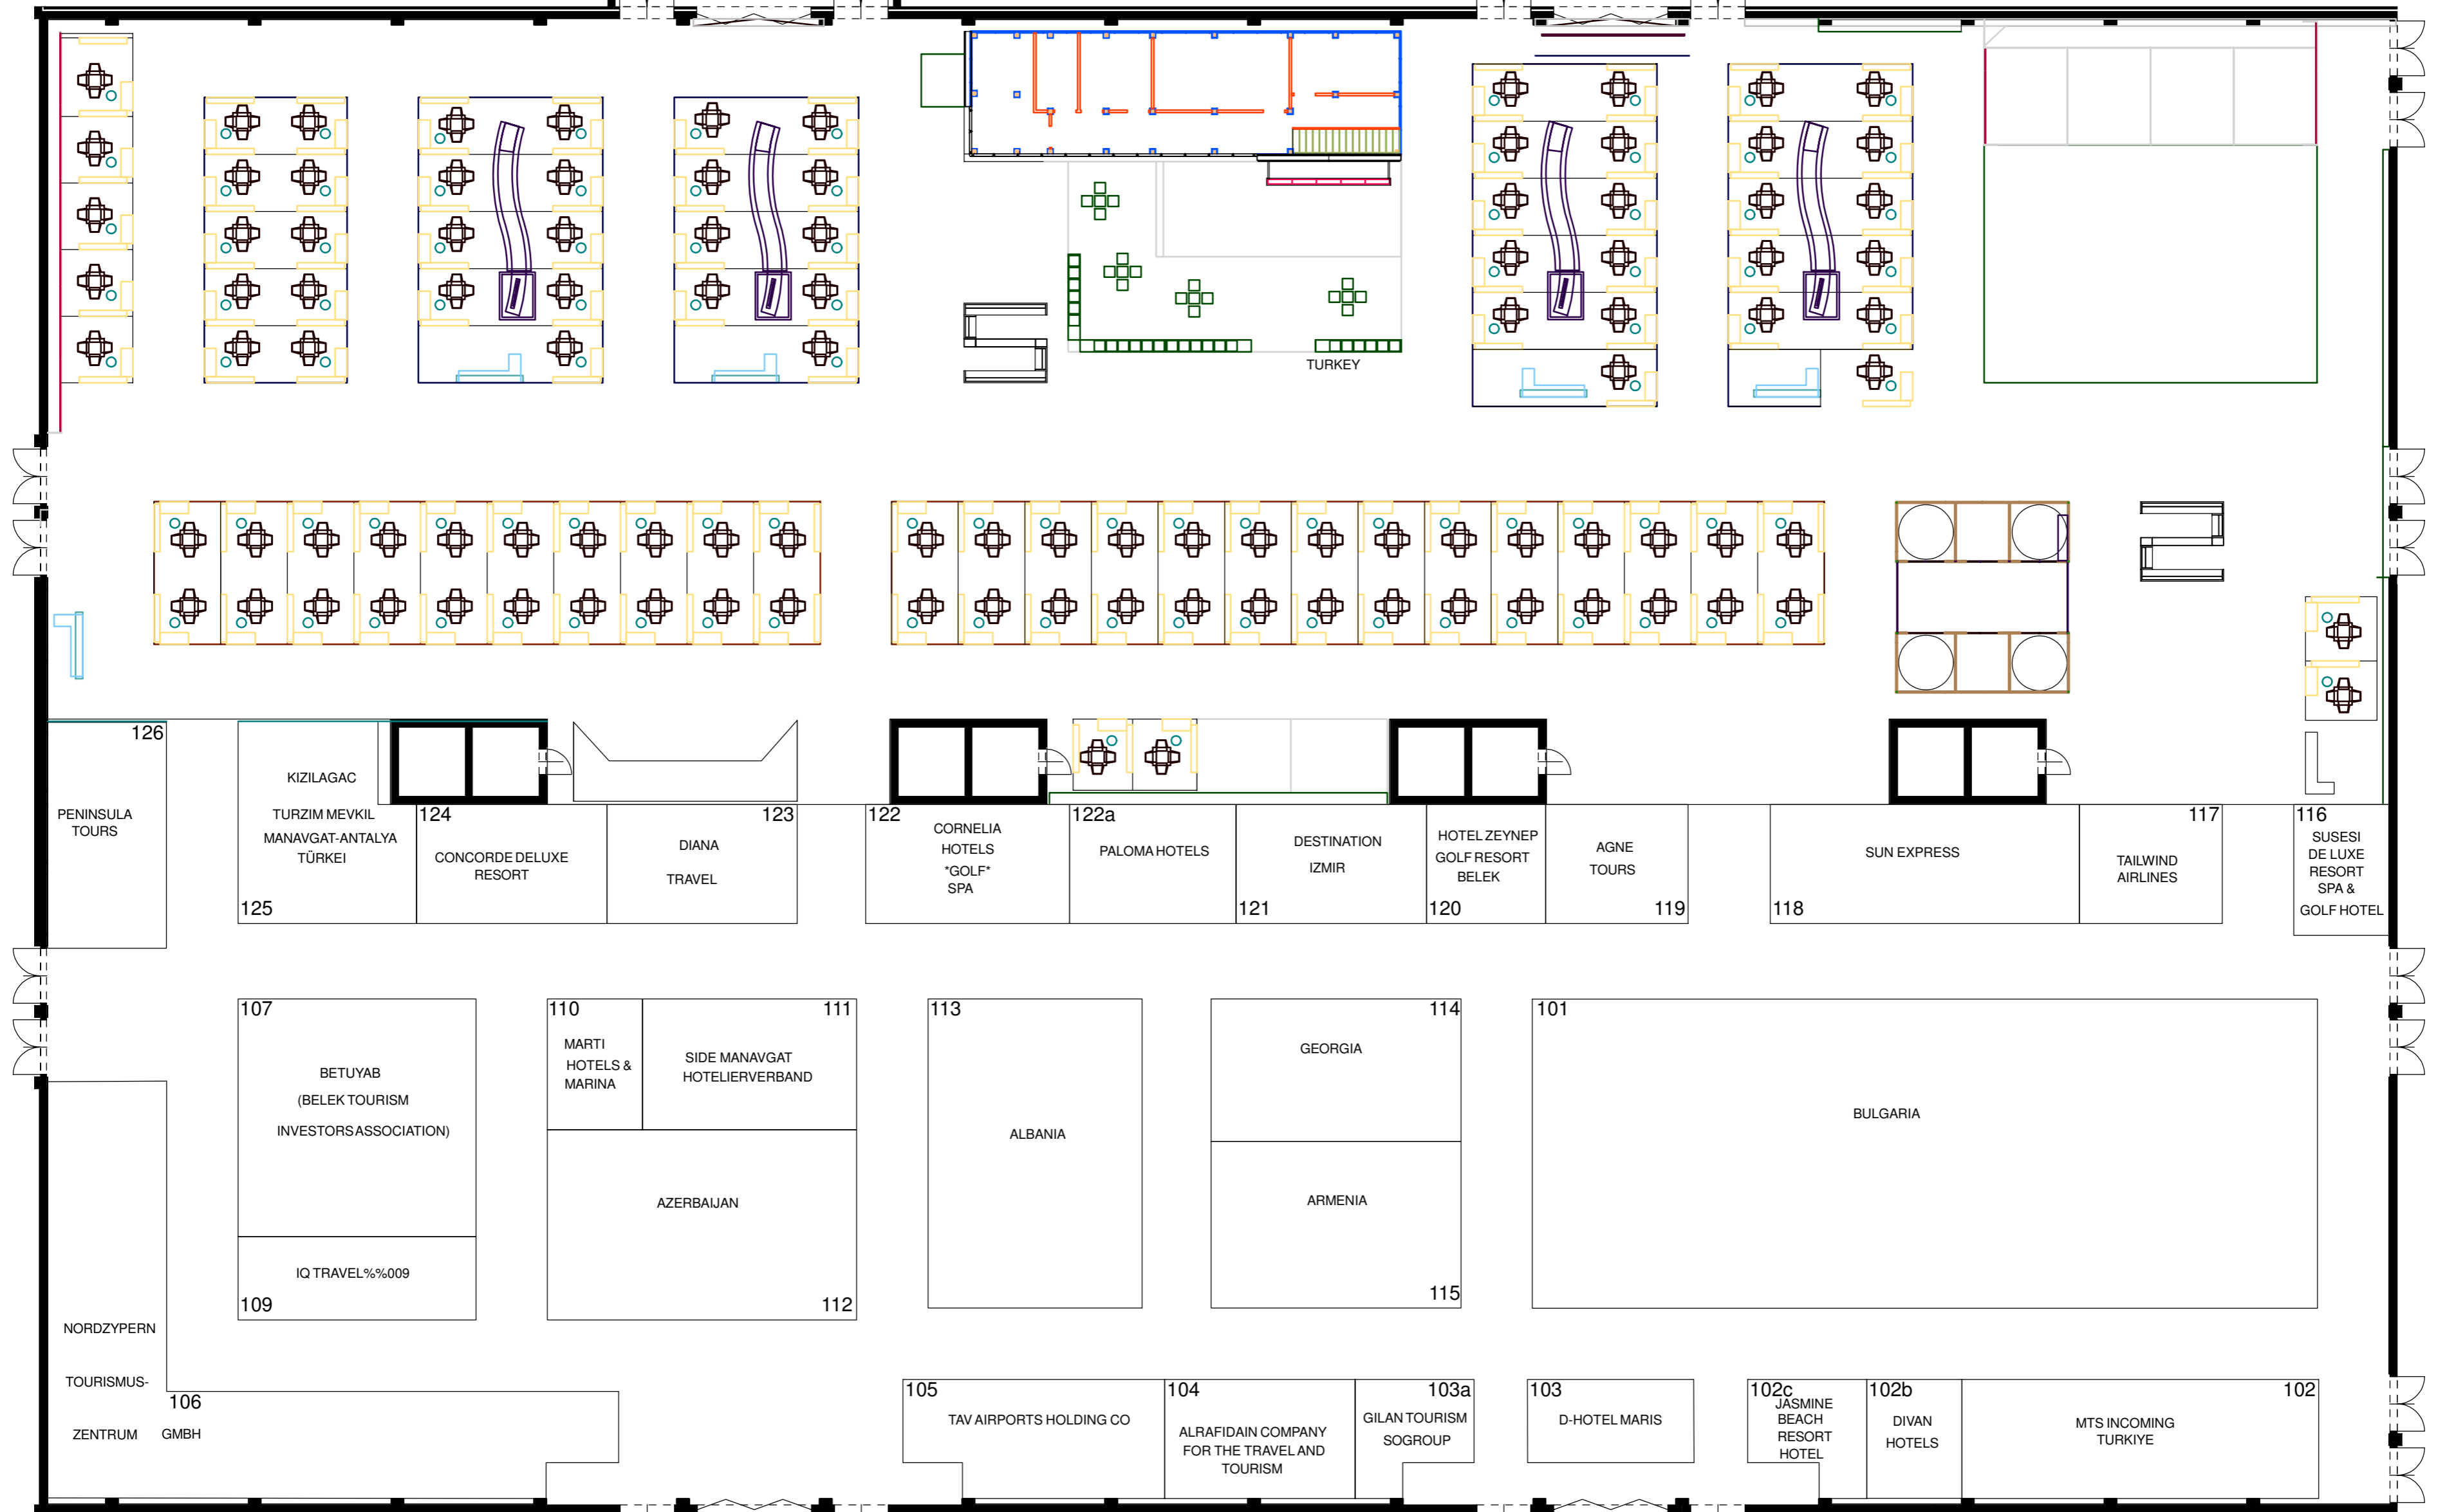 TURKEY
126
PENINSULA
TOURS
KIZILAGAC
TURZIM MEVKIL
MANAVGAT-ANTALYA
TÜRKEI
125
124
CONCORDE DELUXE
RESORT
123
DIANA
TRAVEL
122
CORNELIA
HOTELS
*GOLF*
SPA
122a
PALOMA HOTELS
DESTINATION
IZMIR
121
HOTEL ZEYNEP
GOLF RESORT
BELEK
120
AGNE
TOURS
119
SUN EXPRESS
118
117
TAILWIND
AIRLINES
116
SUSESI
DE LUXE
RESORT
SPA &
GOLF HOTEL
107
BETUYAB
(BELEK TOURISM
INVESTORS ASSOCIATION)
IQ TRAVEL%%009
109
110
MARTI
HOTELS &
MARINA
111
SIDE MANAVGAT
HOTELIERVERBAND
AZERBAIJAN
112
113
ALBANIA
114
GEORGIA
ARMENIA
115
101
BULGARIA
NORDZYPERN
TOURISMUS-
106
ZENTRUM GMBH
105
TAV AIRPORTS HOLDING CO
104
ALRAFIDAIN COMPANY
FOR THE TRAVEL AND
TOURISM
103a
GILAN TOURISM
SOGROUP
103
D-HOTEL MARIS
102c
JASMINE
BEACH
RESORT
HOTEL
102b
DIVAN
HOTELS
102
MTS INCOMING
TURKIYE